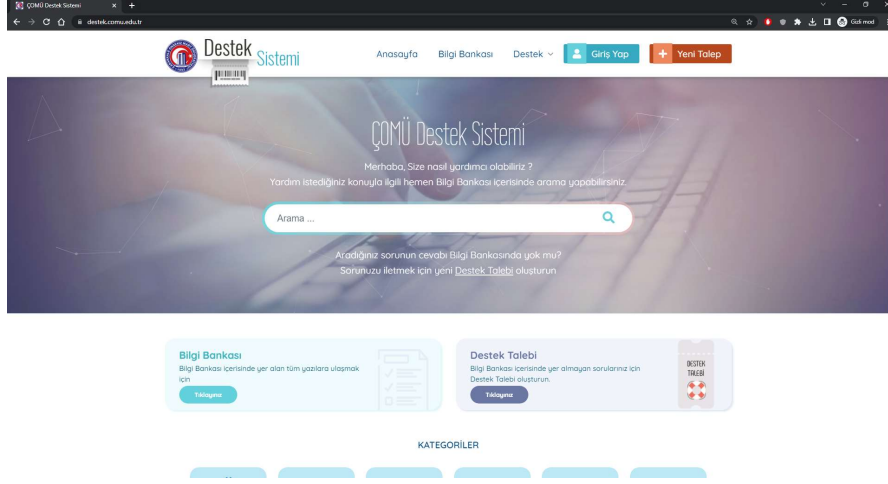 ÇOMÜ Destek Sistemi
destek.comu.edu.tr
Gizli mod
Destek Sistemi
Anasayfa
Bilgi Bankası
Destek
Giriş Yap
Yeni Talep
ÇOMÜ Destek Sistemi
Merhaba, Size nasıl yardımcı olabiliriz ?
Yardım istediğiniz konuyla ilgili hemen Bilgi Bankası içerisinde arama yapabilirsiniz.
Arama ...
Aradığınız sorunun cevabı Bilgi Bankasında yok mu?
Sorunuzu iletmek için yeni Destek Talebi oluşturun
Bilgi Bankası
Bilgi Bankası içerisinde yer alan tüm yazılara ulaşmak
için
Tıklayınız
Destek Talebi
Bilgi Bankası içerisinde yer almayan sorularınız için
Destek Talebi oluşturun.
Tıklayınız
DESTEK
TALEBİ
KATEGORİLER